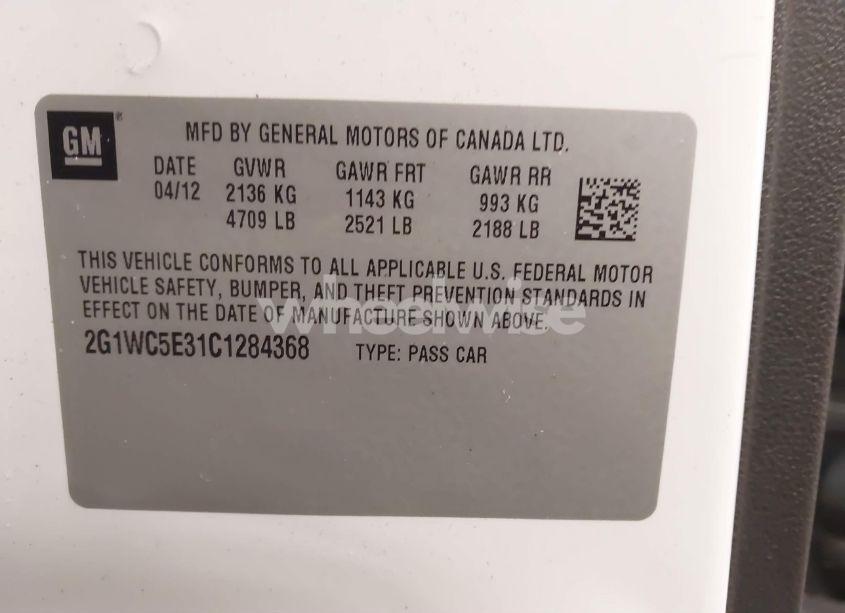 GM
MFD BY GENERAL MOTORS OF CANADA LTD.
DATE GVWR GAWR FRT GAWR RR
04/12 2136 KG 1143 KG 993 KG
4709 LB 2521 LB 2188 LB
THIS VEHICLE CONFORMS TO ALL APPLICABLE U.S. FEDERAL MOTOR
VEHICLE SAFETY, BUMPER, AND THEFT PREVENTION STANDARDS IN
EFFECT ON THE DATE OF MANUFACTURE SHOWN ABOVE.
wheelwise
2G1WC5E31C1284368 TYPE: PASS CAR